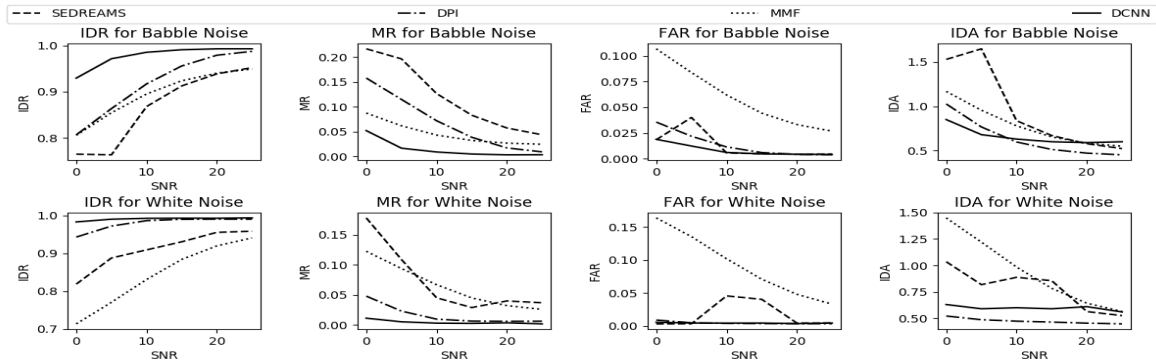 SEDREAMS DPI MMF DCNN
IDR for Babble Noise MR for Babble Noise FAR for Babble Noise IDA for Babble Noise
1.0
0.9
0.8
IDR
0 10 20
SNR
0.20
0.15
0.10
0.05
0.00
MR
0 10 20
SNR
0.100
0.075
0.050
0.025
0.000
FAR
0 10 20
SNR
1.5
1.0
0.5
IDA
0 10 20
SNR
IDR for White Noise MR for White Noise FAR for White Noise IDA for White Noise
1.0
0.9
0.8
0.7
IDR
0 10 20
SNR
0.15
0.10
0.05
0.00
MR
0 10 20
SNR
0.15
0.10
0.05
0.00
FAR
0 10 20
SNR
1.50
1.25
1.00
0.75
0.50
IDA
0 10 20
SNR